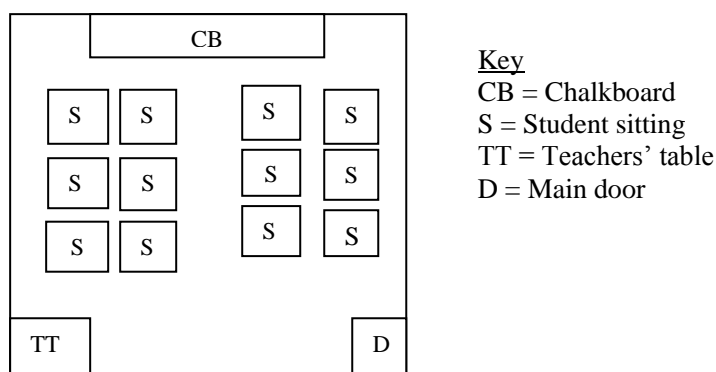 CB
S S S S
S S S S
S S S S
TT D
Key
CB = Chalkboard
S = Student sitting
TT = Teachers’ table
D = Main door